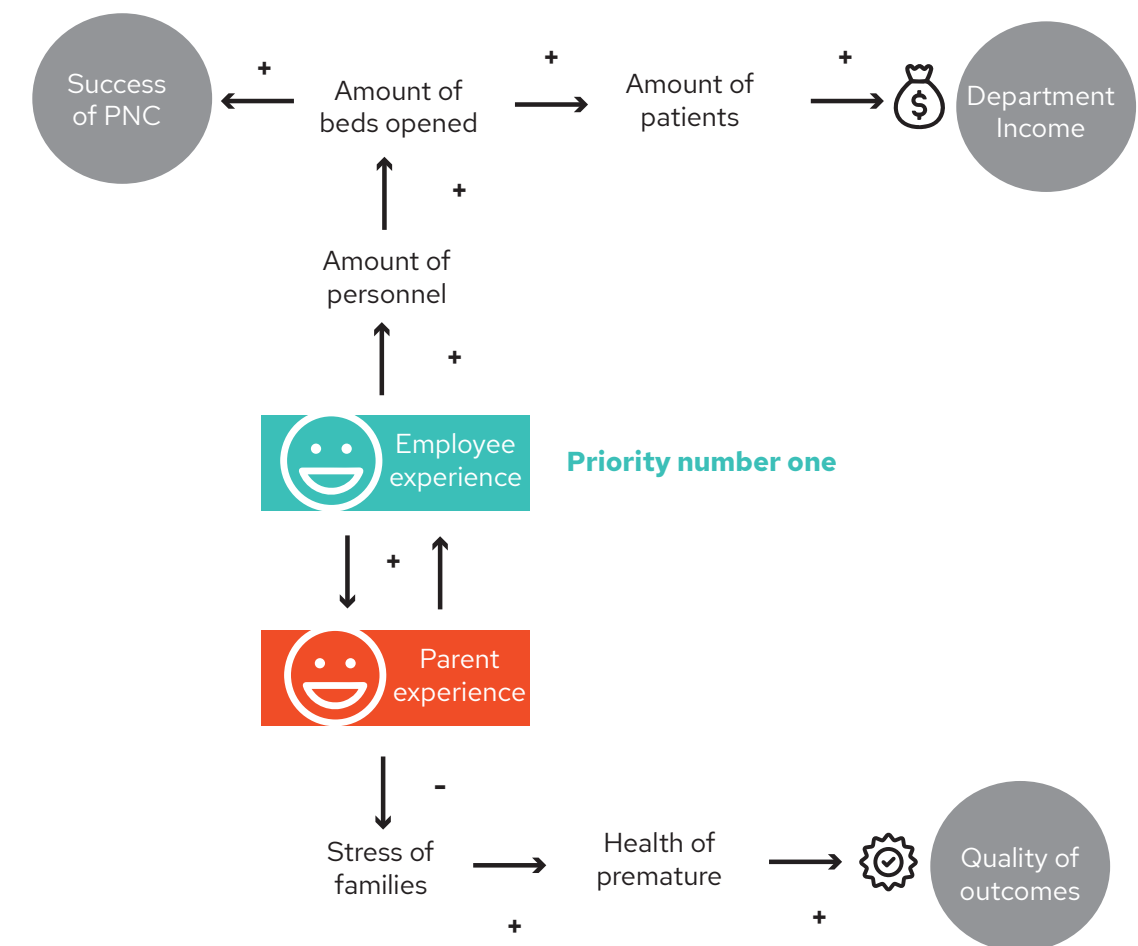 +
+
+
Success
of PNC
Amount of
beds opened
Amount of
patients
$
Department
Income
+
Amount of
personnel
+
Employee
experience
Priority number one
+
Parent
experience
-
Stress of
families
Health of
premature
Quality of
outcomes
+
+